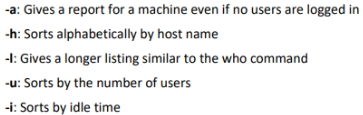 -a: Gives a report for a machine even if no users are logged in
-h: Sorts alphabetically by host name
-l: Gives a longer listing similar to the who command
-u: Sorts by the number of users
-i: Sorts by idle time